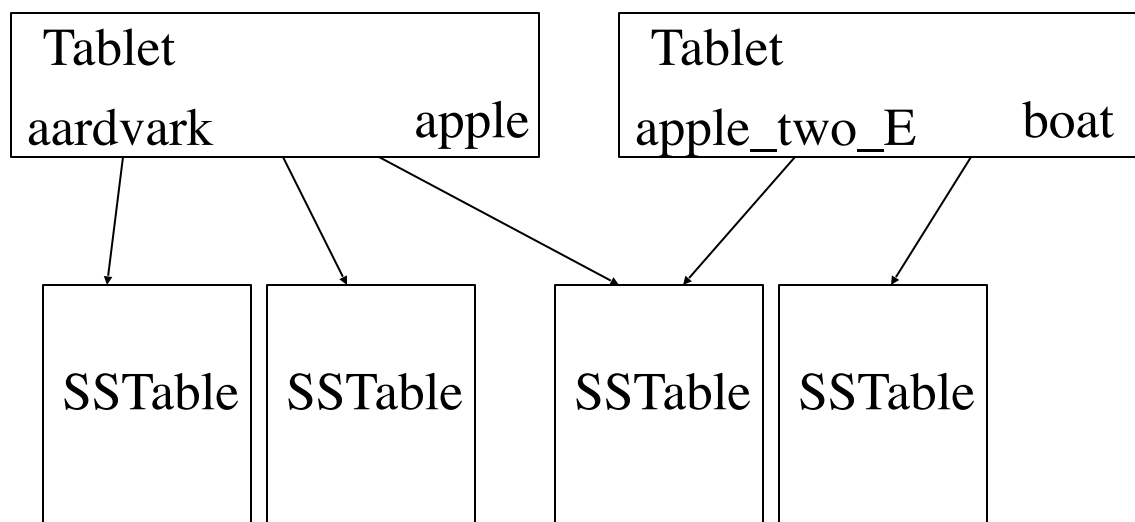 Tablet
aardvark apple
Tablet
apple_two_E boat
SSTable SSTable SSTable SSTable